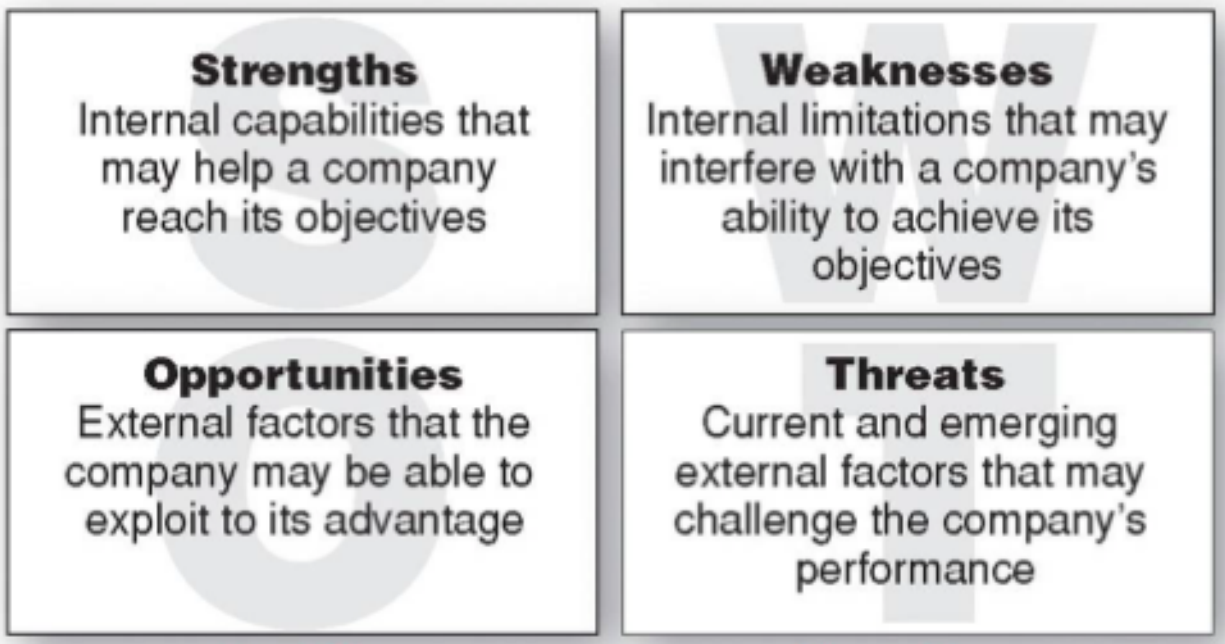 Strengths
Internal capabilities that
may help a company
reach its objectives
Weaknesses
Internal limitations that may
interfere with a company's
ability to achieve its
objectives
Opportunities
External factors that the
company may be able to
exploit to its advantage
Threats
Current and emerging
external factors that may
challenge the company's
performance
S
W
O
T